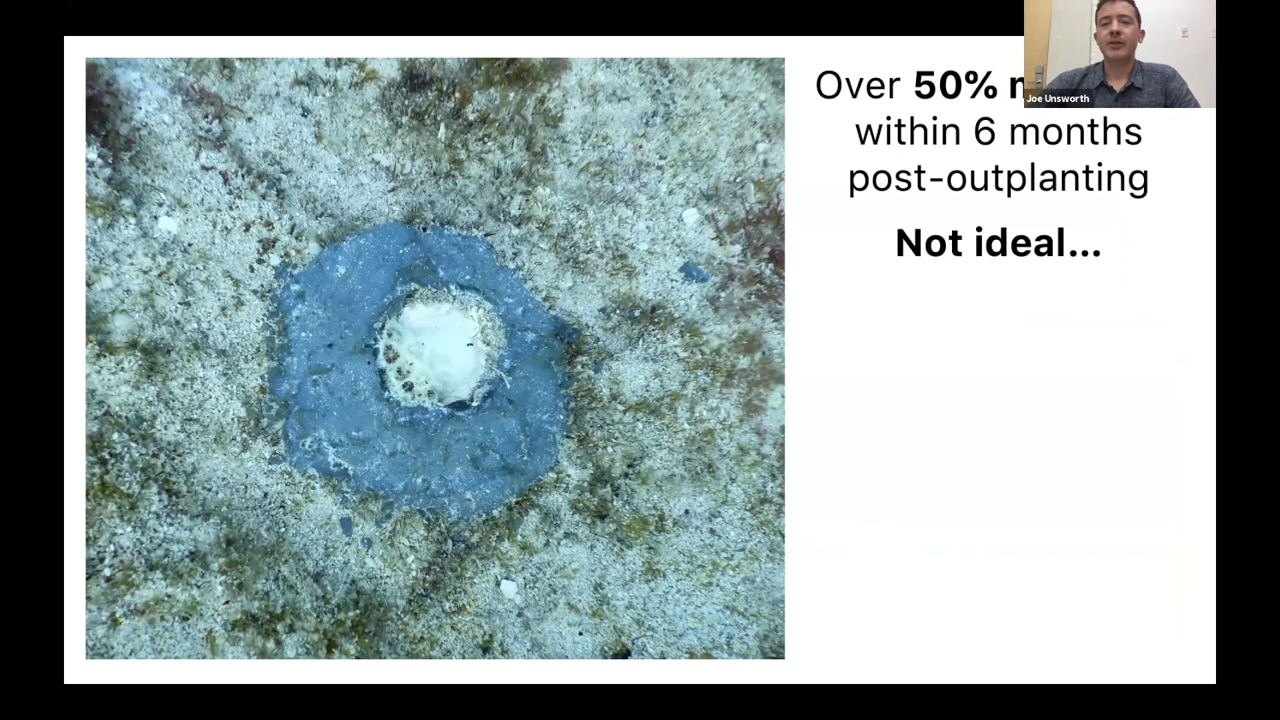 Over 50%
within 6 months
post-outplanting
Not ideal...
Joe Unsworth